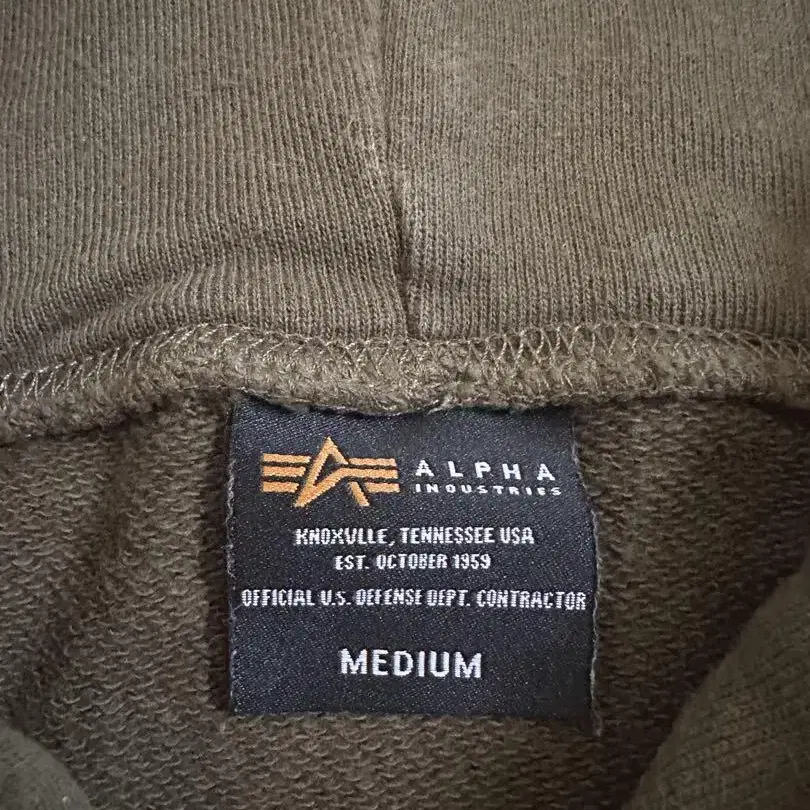 ALPHA
INDUSTRIES
KNOXVLLE, TENNESSEE USA
EST. OCTOBER 1959
OFFICIAL U.S. DEFENSE DEPT. CONTRACTOR
MEDIUM